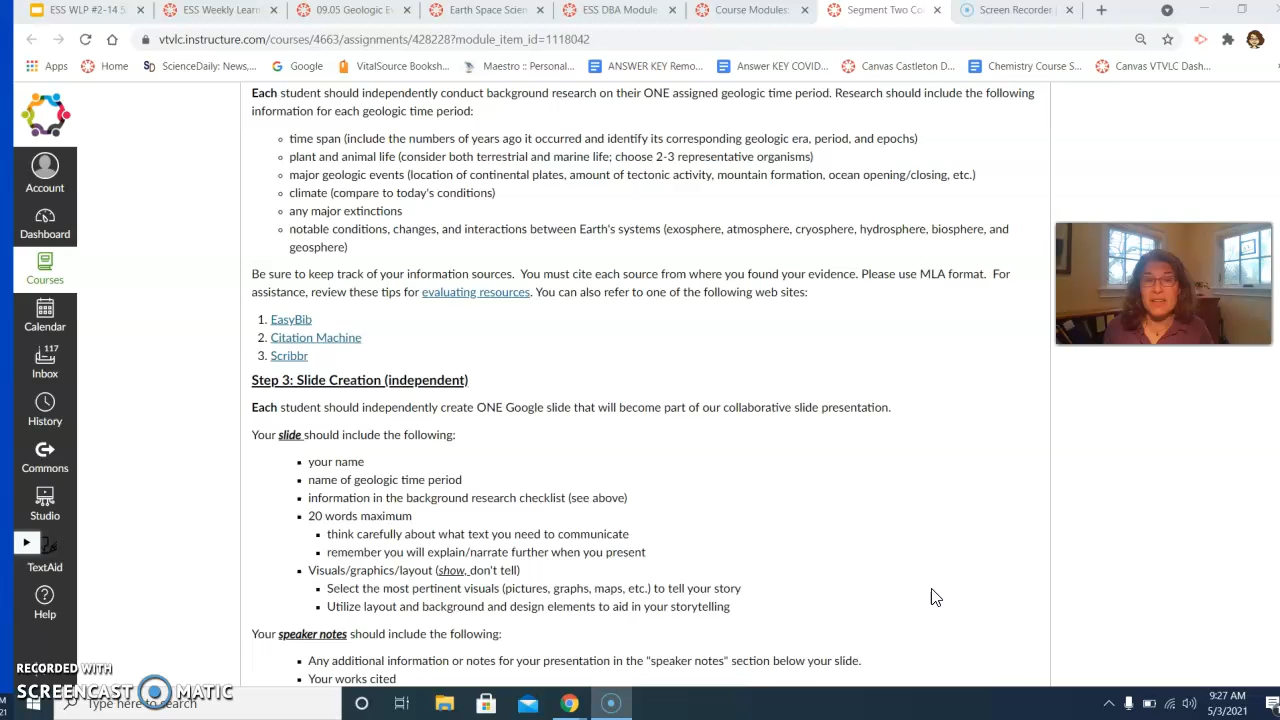 ESS WLP #2-14 5
ESS Weekly Learn
09.05 Geologic E
Earth Space Scien
ESS DBA Module
Course Modules:
Segment Two Co
Screen Recorder
vtvlc.instructure.com/courses/4663/assignments/428228?module_item_id=1118042
Apps
Home
ScienceDaily: News,...
Google
VitalSource Booksh...
Maestro :: Personal...
ANSWER KEY Remo...
Answer KEY COVID...
Canvas Castleton D...
Chemistry Course S...
Canvas VTVLC Dash...
Each student should independently conduct background research on their ONE assigned geologic time period. Research should include the following
information for each geologic time period:
time span (include the numbers of years ago it occurred and identify its corresponding geologic era, period, and epochs)
plant and animal life (consider both terrestrial and marine life; choose 2-3 representative organisms)
major geologic events (location of continental plates, amount of tectonic activity, mountain formation, ocean opening/closing, etc.)
climate (compare to today's conditions)
any major extinctions
notable conditions, changes, and interactions between Earth's systems (exosphere, atmosphere, cryosphere, hydrosphere, biosphere, and
geosphere)
Be sure to keep track of your information sources. You must cite each source from where you found your evidence. Please use MLA format. For
assistance, review these tips for evaluating resources. You can also refer to one of the following web sites:
1. EasyBib
2. Citation Machine
3. Scribbr
Step 3: Slide Creation (independent)
Each student should independently create ONE Google slide that will become part of our collaborative slide presentation.
Your slide should include the following:
your name
name of geologic time period
information in the background research checklist (see above)
20 words maximum
think carefully about what text you need to communicate
remember you will explain/narrate further when you present
Visuals/graphics/layout (show, don't tell)
Select the most pertinent visuals (pictures, graphs, maps, etc.) to tell your story
Utilize layout and background and design elements to aid in your storytelling
Your speaker notes should include the following:
Any additional information or notes for your presentation in the "speaker notes" section below your slide.
Your works cited
Account
Dashboard
Courses
Calendar
117
Inbox
History
Commons
Studio
TextAid
Help
RECORDED WITH
SCREENCAST MATIC
Type here to search
9:27 AM
5/3/2021